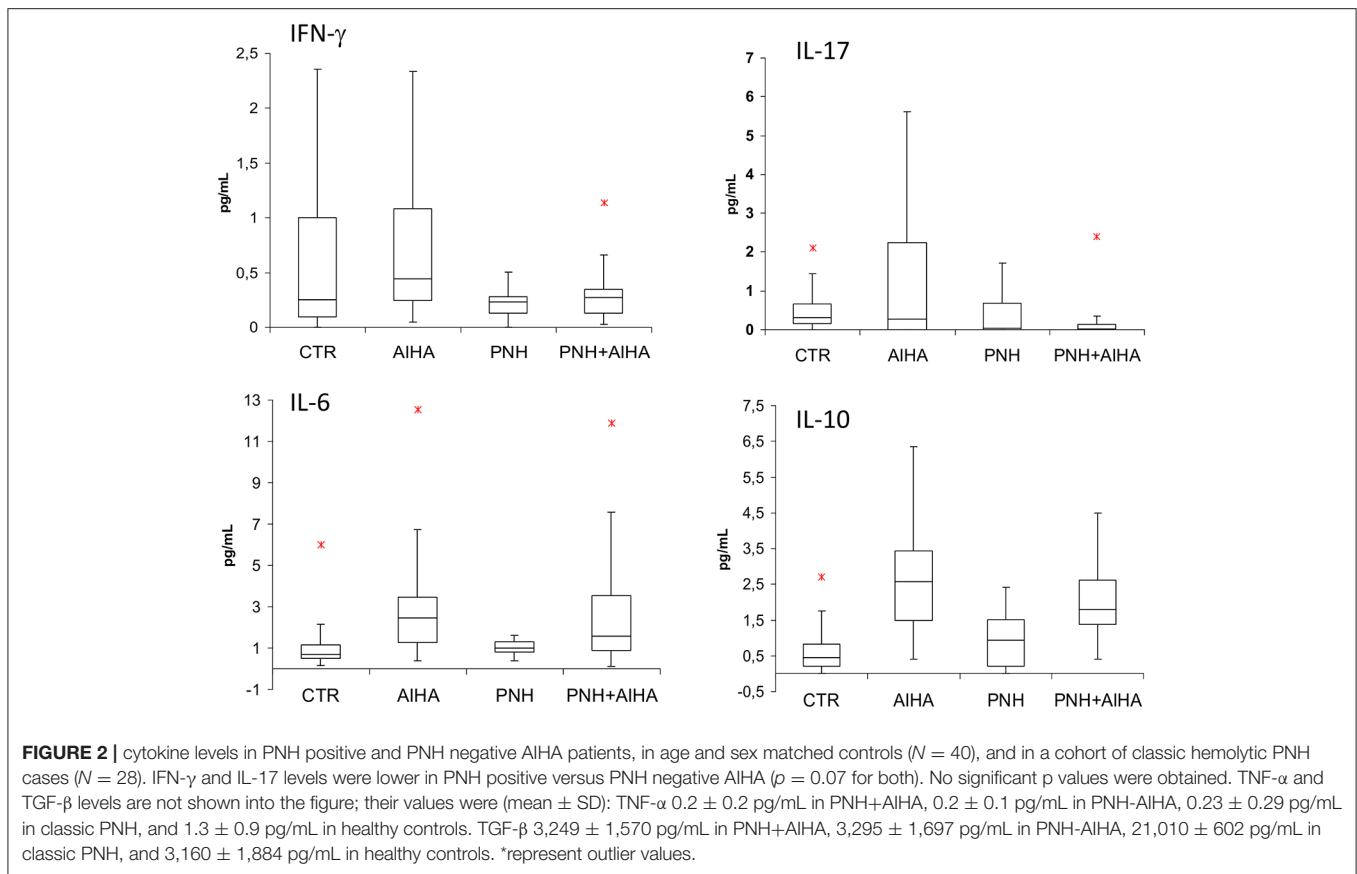 IFN-γ
2,5
2
1,5
1
0,5
0
pg/mL
CTR AIHA PNH PNH+AIHA
IL-17
7
6
5
4
3
2
1
0
pg/mL
CTR AIHA PNH PNH+AIHA
IL-6
13
11
9
7
5
3
1
-1
pg/mL
CTR AIHA PNH PNH+AIHA
IL-10
7,5
6,5
5,5
4,5
3,5
2,5
1,5
0,5
-0,5
pg/mL
CTR AIHA PNH PNH+AIHA
FIGURE 2 | cytokine levels in PNH positive and PNH negative AIHA patients, in age and sex matched controls (N = 40), and in a cohort of classic hemolytic PNH
cases (N = 28). IFN-γ and IL-17 levels were lower in PNH positive versus PNH negative AIHA (p = 0.07 for both). No significant p values were obtained. TNF-α and
TGF-β levels are not shown into the figure; their values were (mean ± SD): TNF-α 0.2 ± 0.2 pg/mL in PNH+AIHA, 0.2 ± 0.1 pg/mL in PNH-AIHA, 0.23 ± 0.29 pg/mL
in classic PNH, and 1.3 ± 0.9 pg/mL in healthy controls. TGF-β 3,249 ± 1,570 pg/mL in PNH+AIHA, 3,295 ± 1,697 pg/mL in PNH-AIHA, 21,010 ± 602 pg/mL in
classic PNH, and 3,160 ± 1,884 pg/mL in healthy controls. *represent outlier values.